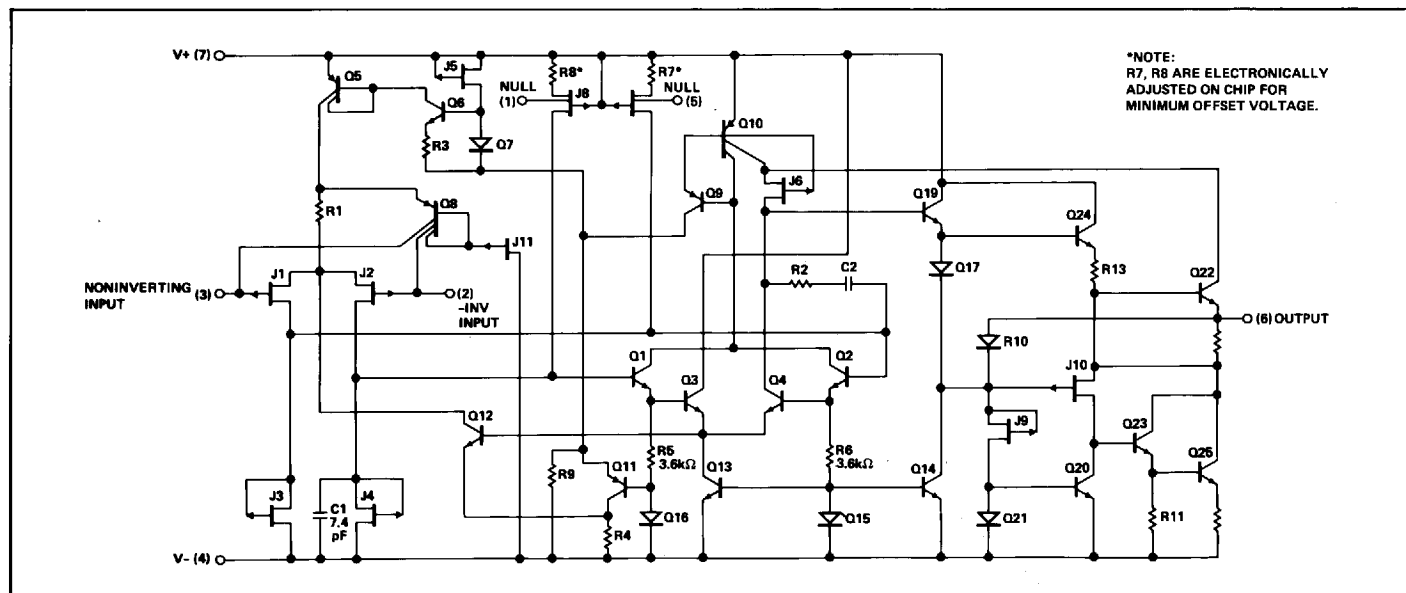 V+ (7)
Q5
J5
R8*
NULL
(1)
J8
R7*
NULL
(5)
*NOTE:
R7, R8 ARE ELECTRONICALLY
ADJUSTED ON CHIP FOR
MINIMUM OFFSET VOLTAGE.
Q6
R3
Q7
Q10
J6
Q9
Q19
Q24
R1
Q8
J11
Q17
R13
Q22
NONINVERTING
INPUT
(3)
J1
J2
(2)
-INV
INPUT
R2
C2
(6) OUTPUT
R10
Q1
Q3
Q4
Q2
J10
Q12
J9
Q23
Q25
R5
3.6kΩ
R6
3.6kΩ
Q11
Q13
Q14
Q20
R9
J3
C1
7.4
pF
J4
Q16
R4
Q15
Q21
R11
V- (4)